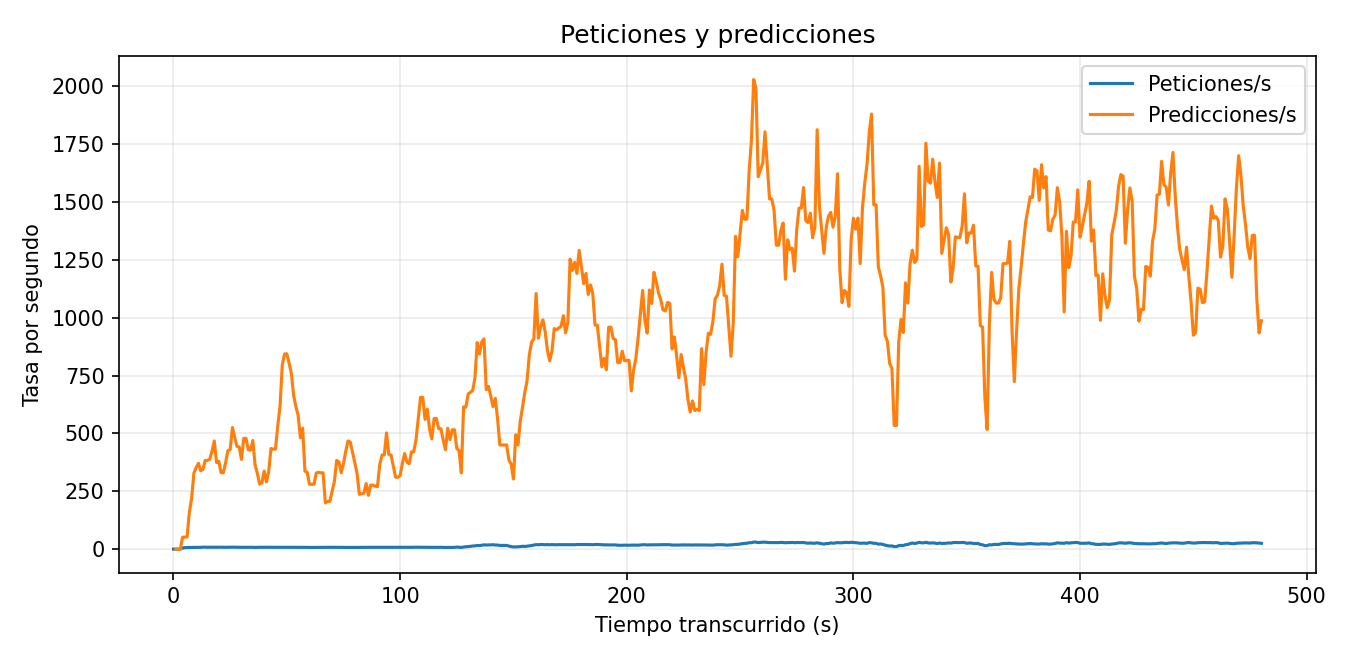 Peticiones y predicciones
Peticiones/s
Predicciones/s
Tasa por segundo
2000
1750
1500
1250
1000
750
500
250
0
0 100 200 300 400 500
Tiempo transcurrido (s)